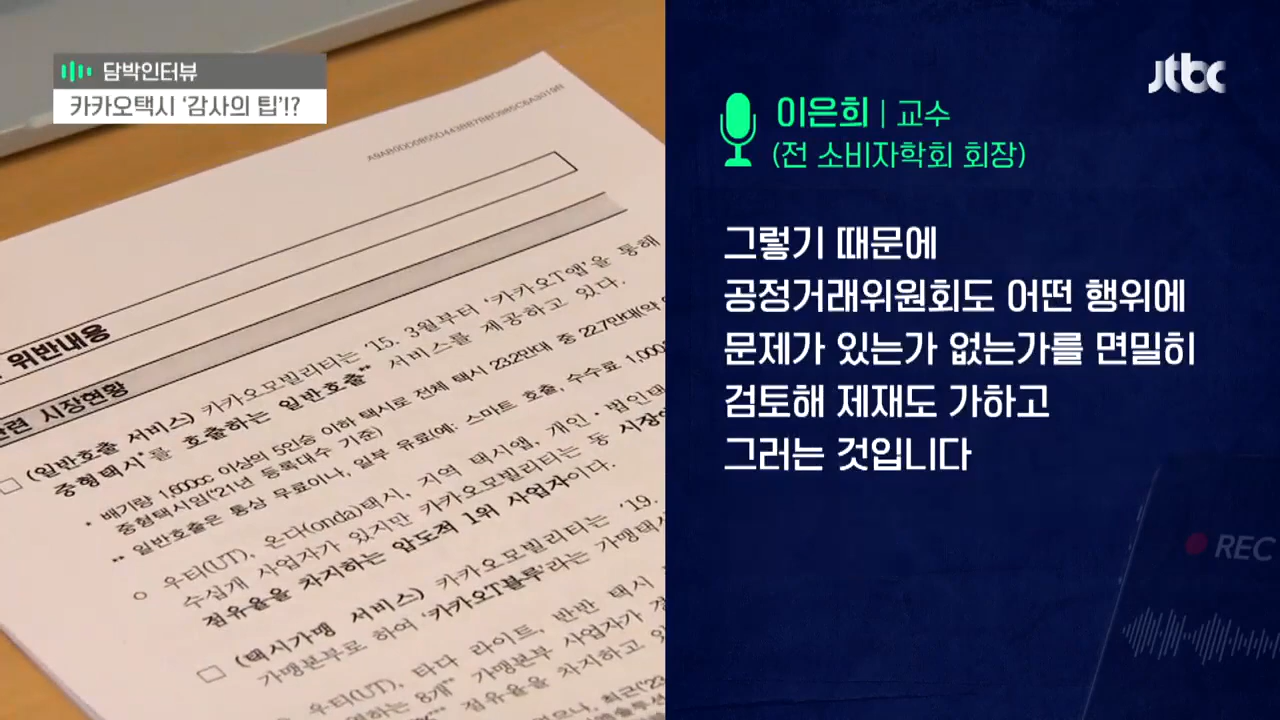 담박인터뷰
카카오택시 '감사의 팁'!?
jtbc
이은희 | 교수
(전 소비자학회 회장)
그렇기 때문에
공정거래위원회도 어떤 행위에
문제가 있는가 없는가를 면밀히
검토해 제재도 가하고
그러는 것입니다
REC
위반내용
관련 시장현황
□ (일반호출 서비스) 카카오모빌리티는 '15. 3월부터 '카카오T앱'을 통해
중형택시*를 호출하는 일반호출** 서비스를 제공하고 있다.
* 배기량 1,600cc 이상의 5인승 이하 택시로 전체 택시 23.2만대 중 22.7만대(약
중형택시임('21년 등록대수 기준)
** 일반호출은 통상 무료이나, 일부 유료(예: 스마트 호출, 수수료 1,000
○ 우티(UT), 온다(onda)택시, 지역 택시앱, 개인·법인택
수십개 사업자가 있지만 카카오모빌리티는 동 시장에
점유율을 차지하는 압도적 1위 사업자이다.
□ (택시가맹 서비스) 카카오모빌리티는 '19.
가맹본부로 하여 '카카오T블루'라는 가맹택시
우티(UT), 타다 라이트, 반반 택시
영하는 8개** 가맹본부 사업자가
점유율을 차지하고
최근('23